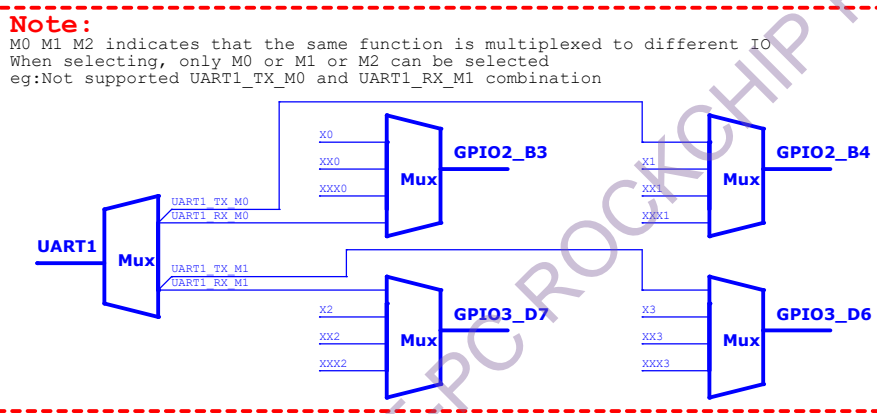 Note:
M0 M1 M2 indicates that the same function is multiplexed to different IO
When selecting, only M0 or M1 or M2 can be selected
eg:Not supported UART1_TX_M0 and UART1_RX_M1 combination
X0
XX0
XXX0
Mux
GPIO2_B3
X1
XX1
XXX1
Mux
GPIO2_B4
UART1
Mux
UART1_TX_M0
UART1_RX_M0
UART1_TX_M1
UART1_RX_M1
X2
XX2
XXX2
Mux
GPIO3_D7
X3
XX3
XXX3
Mux
GPIO3_D6
PC ROCKCHIP